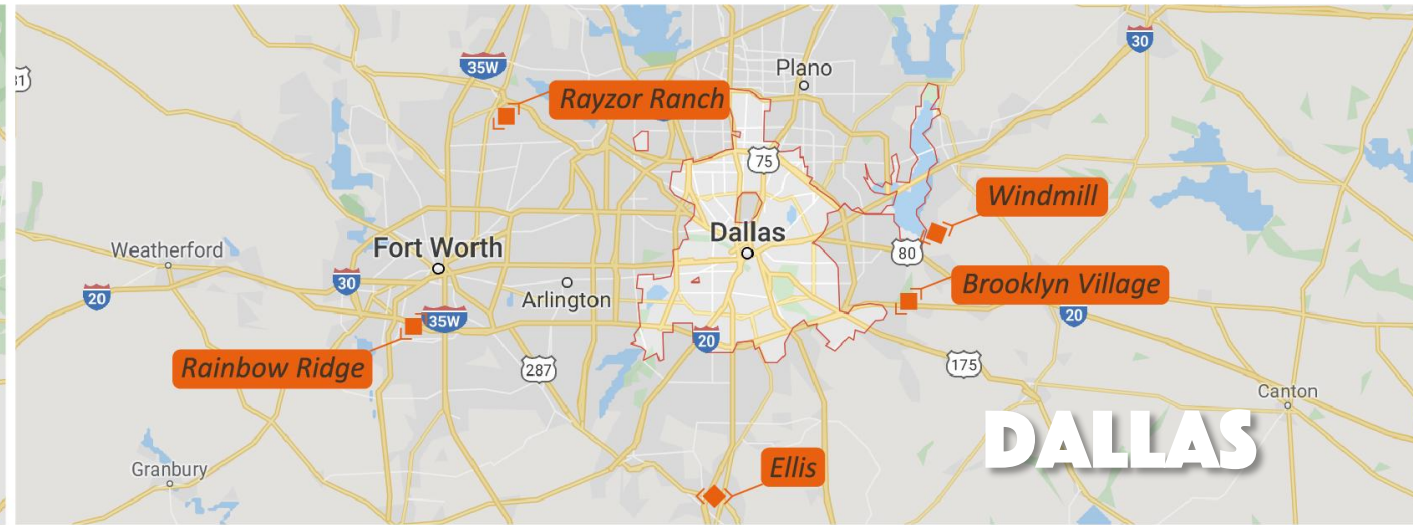 30
35W
Plano
31
Rayzor Ranch
75
Windmill
Dallas
Fort Worth
Weatherford
80
30
Brooklyn Village
20
Arlington
35W
20
20
Rainbow Ridge
287
175
Canton
DALLAS
Granbury
Ellis